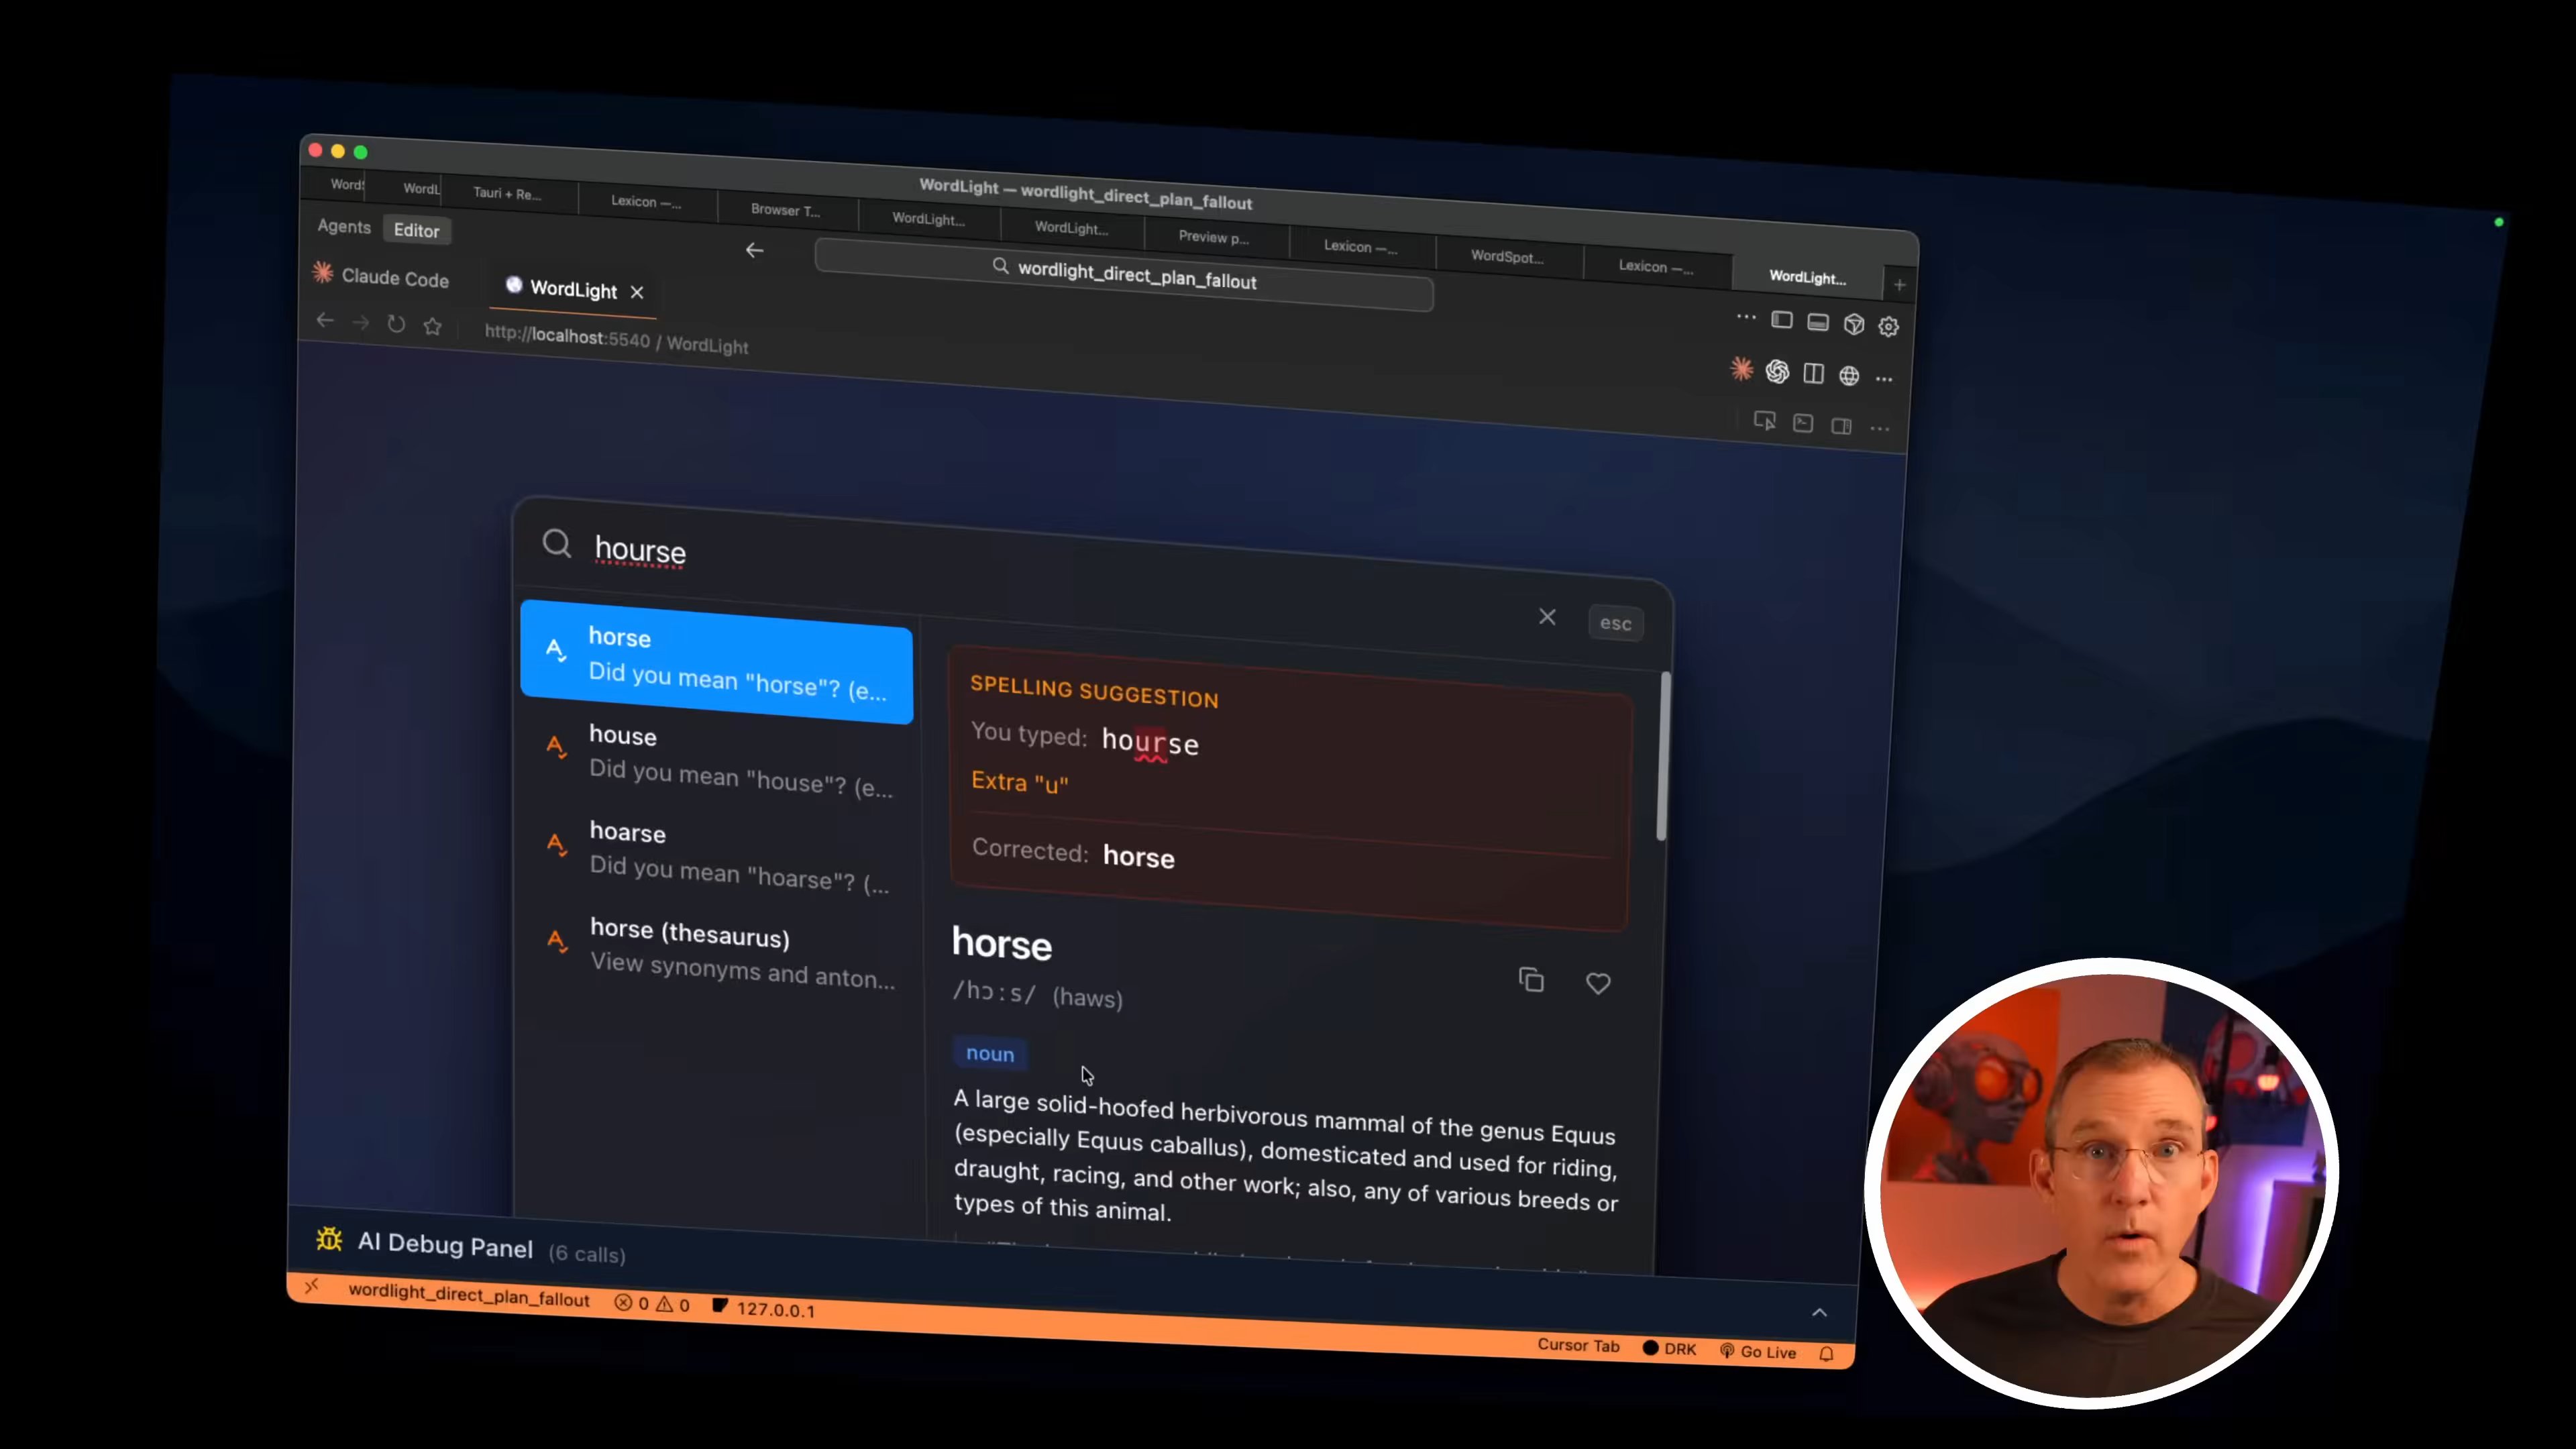 WordLight — wordlight_direct_plan_fallout
WordS
WordL
Tauri + Re...
Lexicon —...
Browser T...
WordLight...
WordLight...
Preview p...
Lexicon —...
WordSpot...
Lexicon —...
WordLight...
Agents
Editor
wordlight_direct_plan_fallout
Claude Code
WordLight
http://localhost:5540 / WordLight
hourse
esc
horse
Did you mean "horse"? (e...
house
Did you mean "house"? (e...
hoarse
Did you mean "hoarse"? (...
horse (thesaurus)
View synonyms and anton...
SPELLING SUGGESTION
You typed: hourse
Extra "u"
Corrected: horse
horse
/hɔːs/ (haws)
noun
A large solid-hoofed herbivorous mammal of the genus Equus
(especially Equus caballus), domesticated and used for riding,
draught, racing, and other work; also, any of various breeds or
types of this animal.
AI Debug Panel (6 calls)
wordlight_direct_plan_fallout 0 0 127.0.0.1
Cursor Tab DRK Go Live